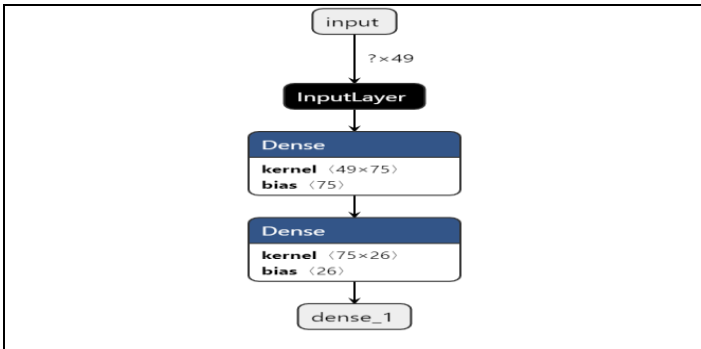 input
?×49
InputLayer
Dense
kernel ⟨49×75⟩
bias ⟨75⟩
Dense
kernel ⟨75×26⟩
bias ⟨26⟩
dense_1